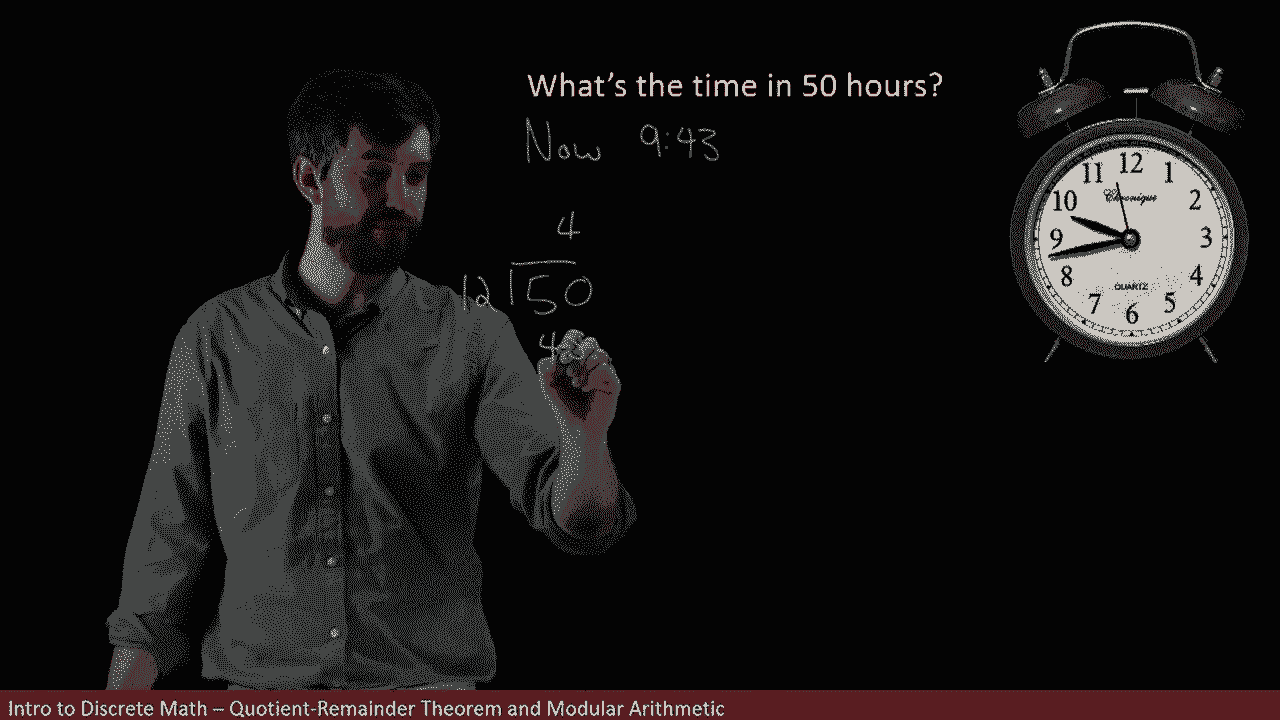 What's the time in 50 hours?
Now 9:43
4
12 50
4
12
11 1
10 2
Chronique
9 3
8 4
QUARTZ
7 5
6
Intro to Discrete Math – Quotient-Remainder Theorem and Modular Arithmetic